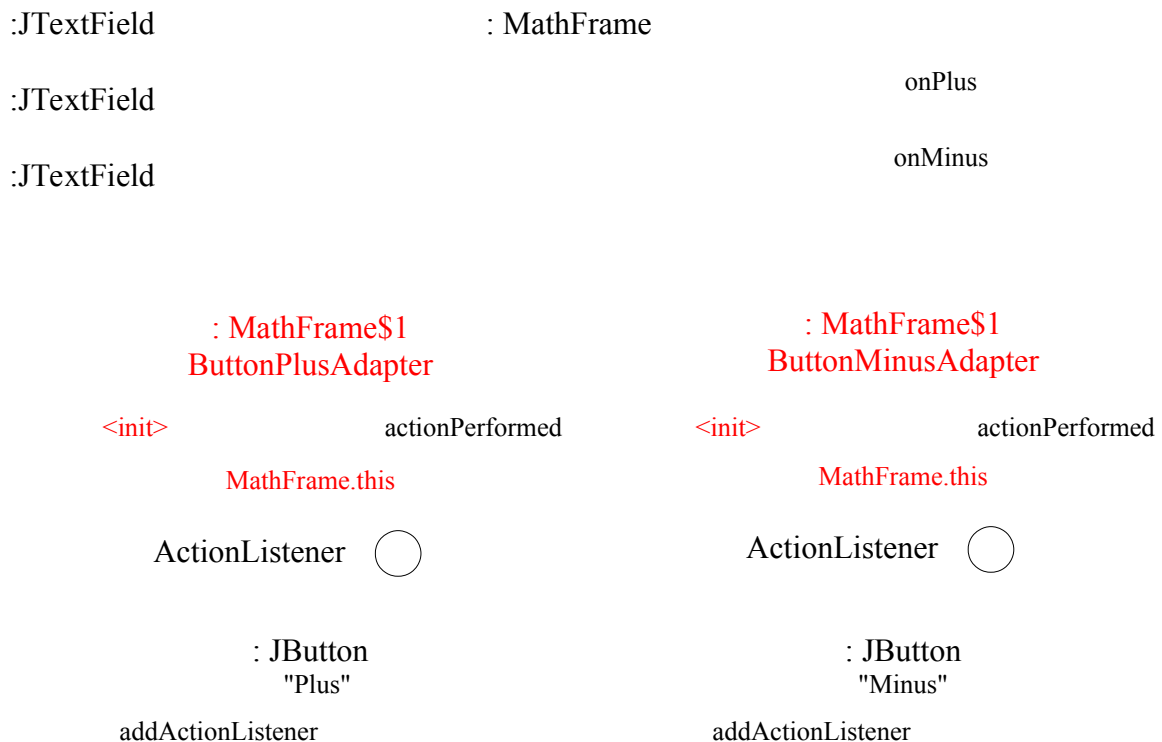 :JTextField
: MathFrame
onPlus
:JTextField
onMinus
:JTextField
: MathFrame$1
ButtonPlusAdapter
: MathFrame$1
ButtonMinusAdapter
<init>
actionPerformed
<init>
actionPerformed
MathFrame.this
MathFrame.this
ActionListener
ActionListener
: JButton
"Plus"
: JButton
"Minus"
addActionListener
addActionListener